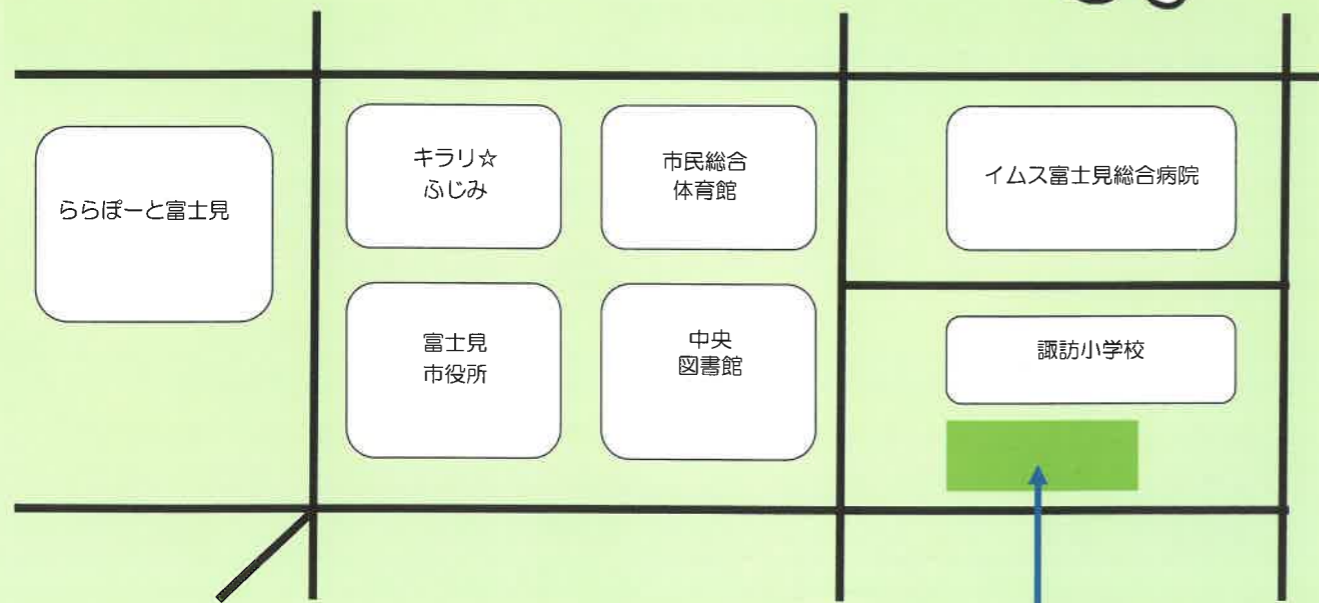 ららぽーと富士見
キラリ☆
ふじみ
市民総合
体育館
イムス富士見総合病院
富士見
市役所
中央
図書館
諏訪小学校